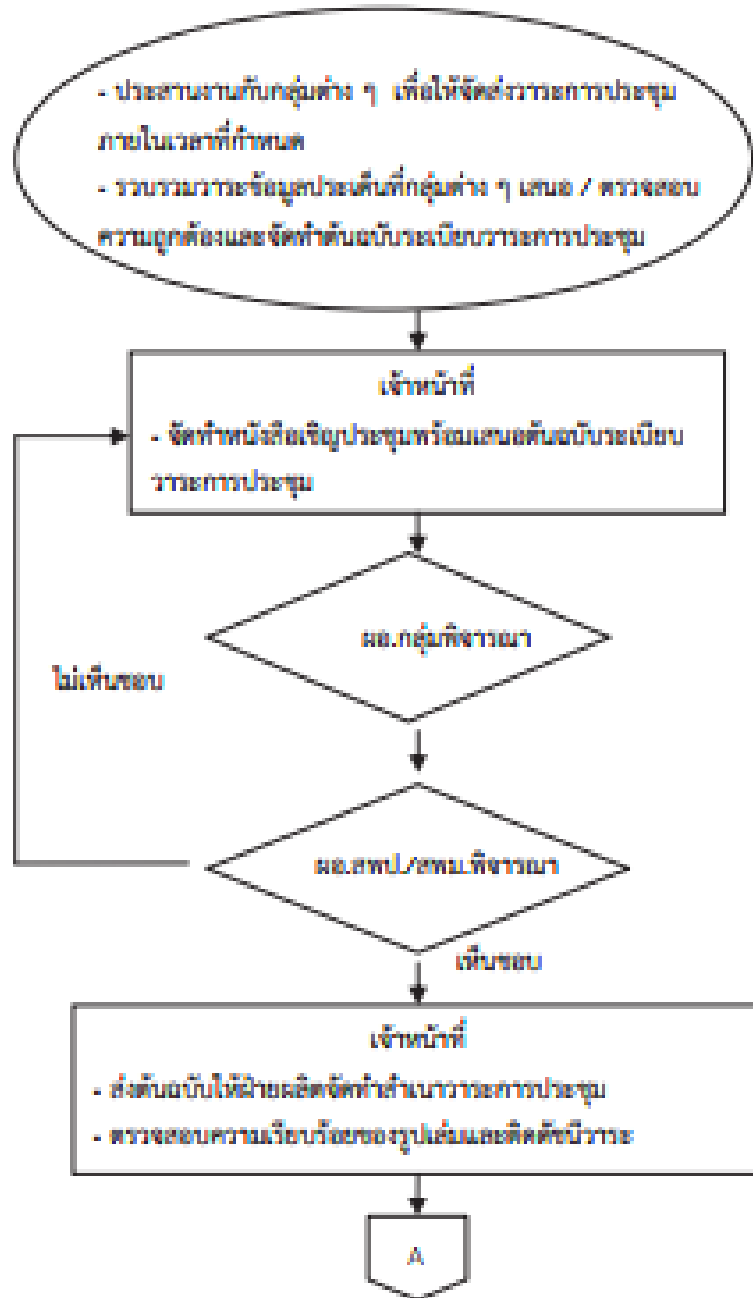 - ประสานงานกับกลุ่มต่าง ๆ เพื่อให้จัดส่งวาระการประชุม
ภายในเวลาที่กำหนด
- รวบรวมวาระข้อมูลประเด็นที่กลุ่มต่าง ๆ เสนอ / ตรวจสอบ
ความถูกต้องและจัดทำต้นฉบับระเบียบวาระการประชุม
เจ้าหน้าที่
- จัดทำหนังสือเชิญประชุมพร้อมเสนอต้นฉบับระเบียบ
วาระการประชุม
ผอ.กลุ่มพิจารณา
ไม่เห็นชอบ
ผอ.สพป./สพม.พิจารณา
เห็นชอบ
เจ้าหน้าที่
- ส่งต้นฉบับให้ฝ่ายผลิตจัดทำสำเนาวาระการประชุม
- ตรวจสอบความเรียบร้อยของรูปเล่มและติดดัชนีวาระ
A